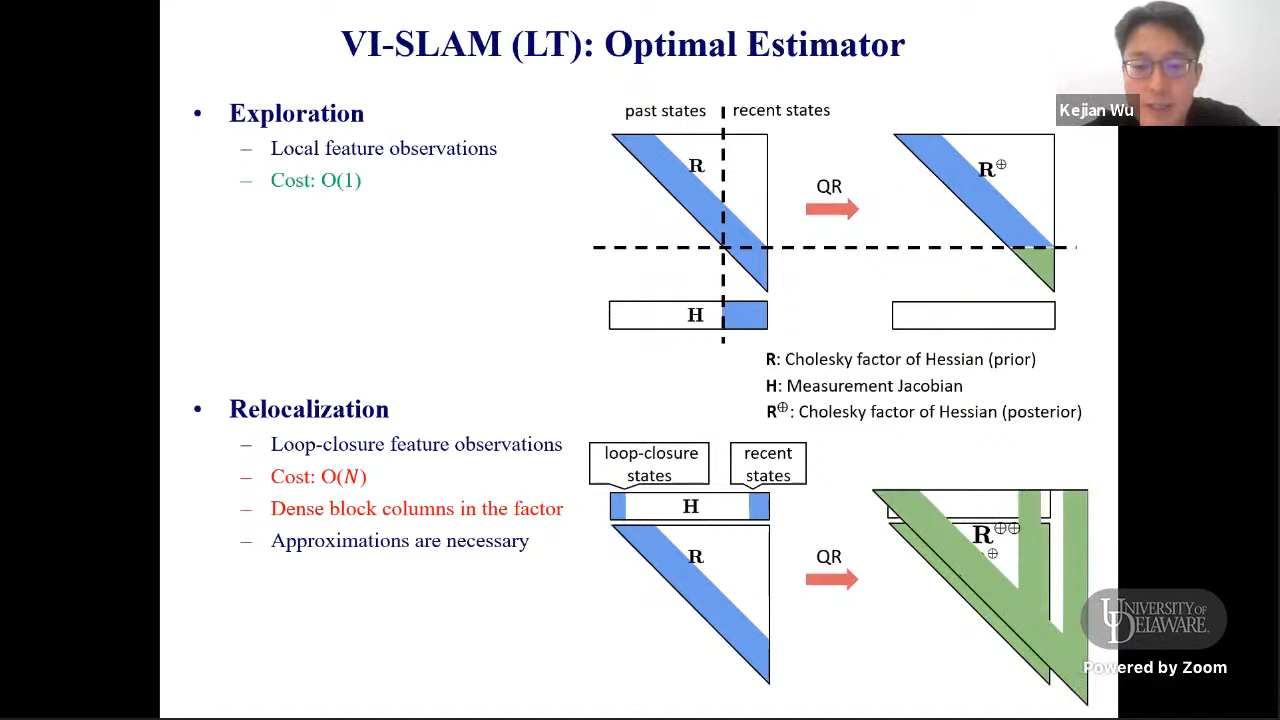 VI-SLAM (LT): Optimal Estimator
Kejian Wu
• Exploration
– Local feature observations
– Cost: O(1)
past states
recent states
R
QR
R⊕
H
R: Cholesky factor of Hessian (prior)
H: Measurement Jacobian
R⊕: Cholesky factor of Hessian (posterior)
• Relocalization
– Loop-closure feature observations
– Cost: O(N)
– Dense block columns in the factor
– Approximations are necessary
loop-closure
states
recent
states
H
R
QR
R⊕⊕
⊕
UNIVERSITY OF
DELAWARE.
Powered by Zoom